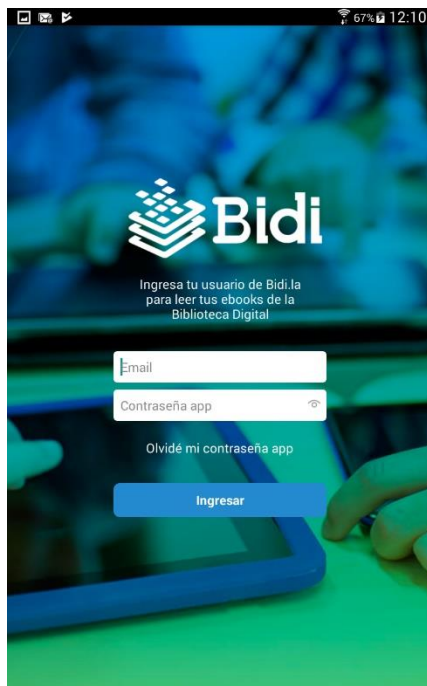 67% 12:10
Bidi
Ingresa tu usuario de Bidi.la
para leer tus ebooks de la
Biblioteca Digital
Email
Contraseña app
Olvidé mi contraseña app
Ingresar